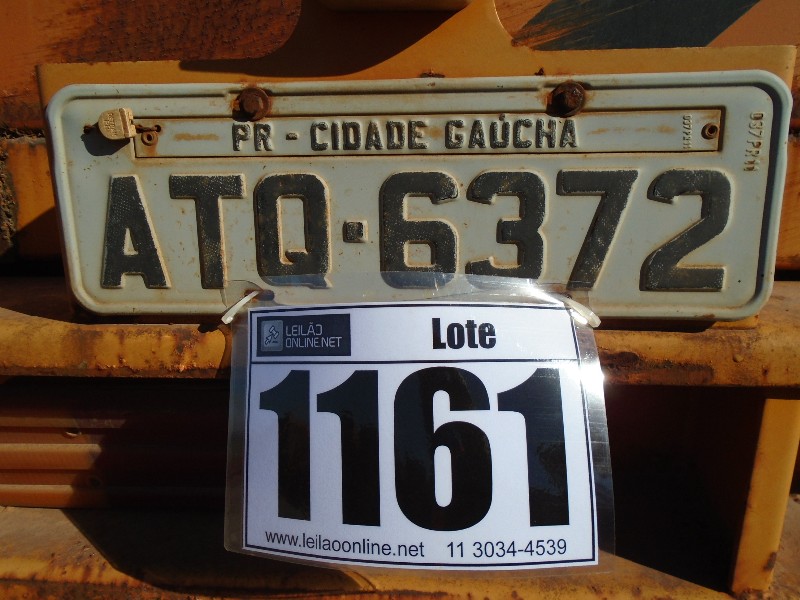 PR - CIDADE GAÚCHA
ATQ·6372
LEILÃO
ONLINE.NET
Lote
1161
www.leilaoonline.net 11 3034-4539